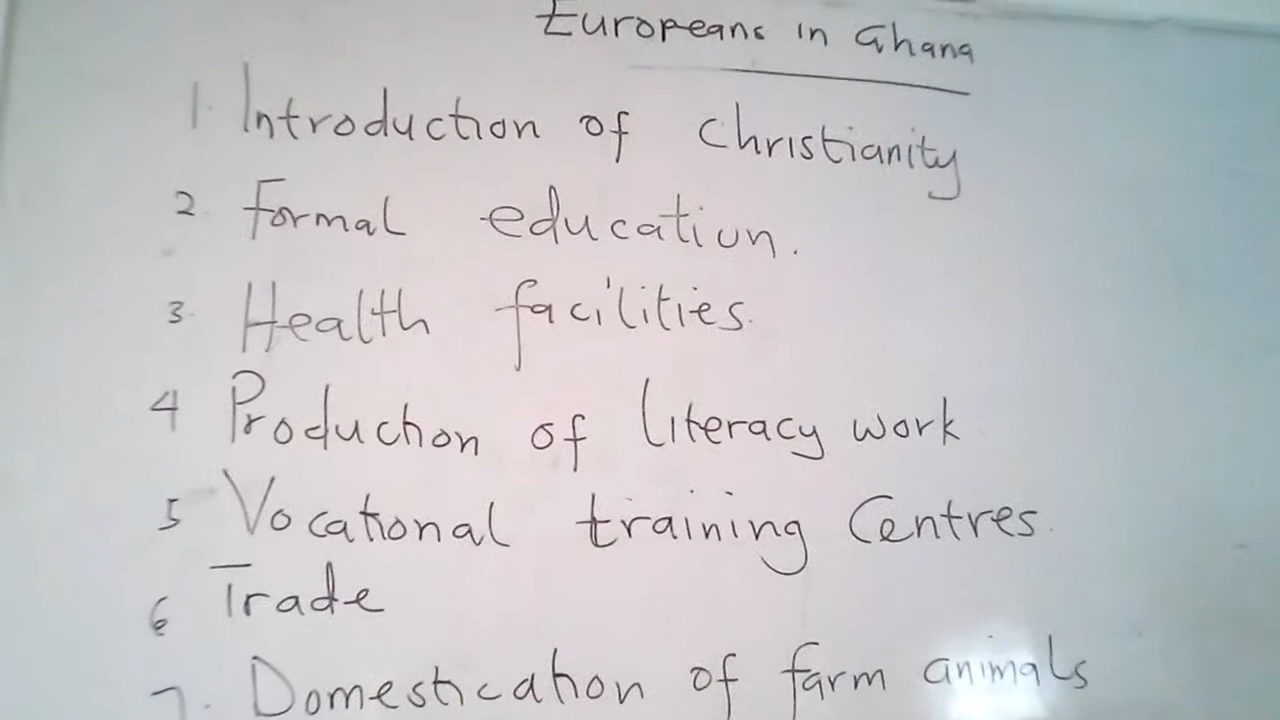 Europeans in Ghana
1. Introduction of Christianity
2 Formal education.
3. Health facilities.
4 Production of literacy work
5 Vocational training Centres.
6 Trade
7. Domestication of farm animals